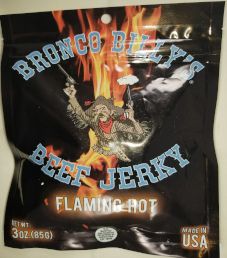 BRONCO BILLY'S
BEEF JERKY
FLAMING HOT
NET WT.
3 OZ. (85G)
MADE IN
USA